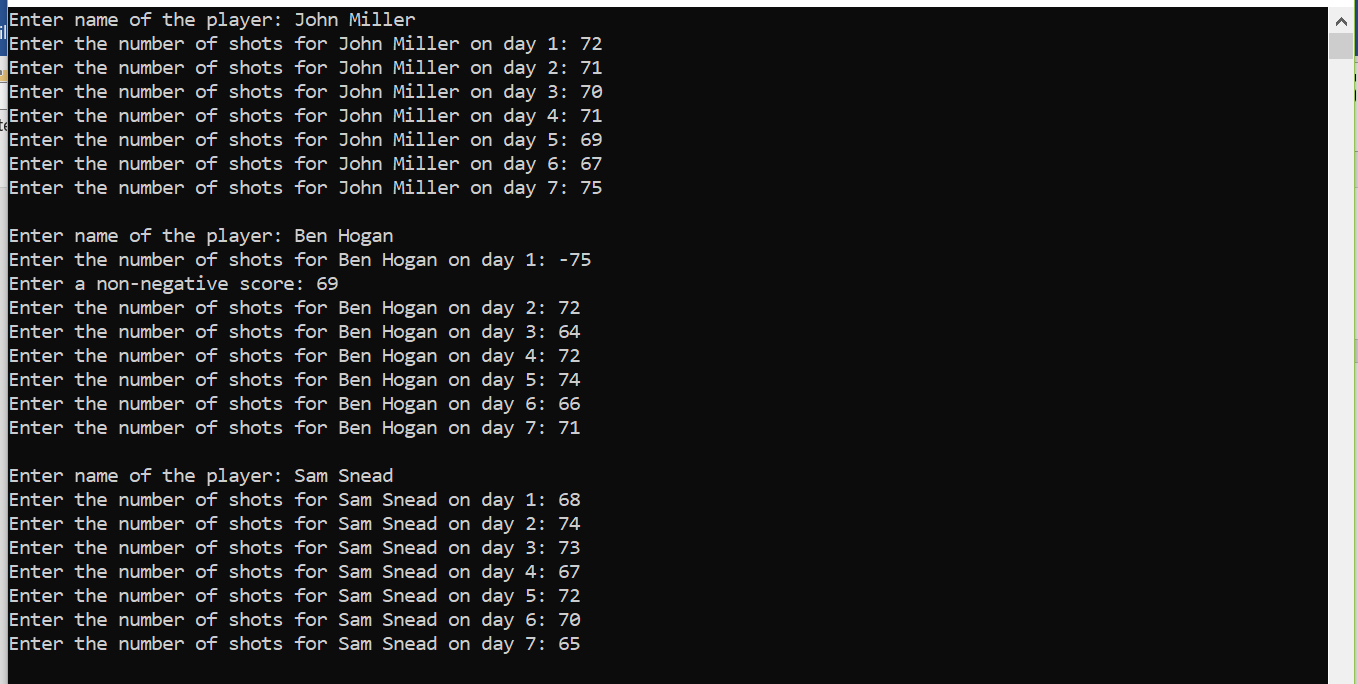 Enter name of the player: John Miller
Enter the number of shots for John Miller on day 1: 72
Enter the number of shots for John Miller on day 2: 71
Enter the number of shots for John Miller on day 3: 70
Enter the number of shots for John Miller on day 4: 71
Enter the number of shots for John Miller on day 5: 69
Enter the number of shots for John Miller on day 6: 67
Enter the number of shots for John Miller on day 7: 75
Enter name of the player: Ben Hogan
Enter the number of shots for Ben Hogan on day 1: -75
Enter a non-negative score: 69
Enter the number of shots for Ben Hogan on day 2: 72
Enter the number of shots for Ben Hogan on day 3: 64
Enter the number of shots for Ben Hogan on day 4: 72
Enter the number of shots for Ben Hogan on day 5: 74
Enter the number of shots for Ben Hogan on day 6: 66
Enter the number of shots for Ben Hogan on day 7: 71
Enter name of the player: Sam Snead
Enter the number of shots for Sam Snead on day 1: 68
Enter the number of shots for Sam Snead on day 2: 74
Enter the number of shots for Sam Snead on day 3: 73
Enter the number of shots for Sam Snead on day 4: 67
Enter the number of shots for Sam Snead on day 5: 72
Enter the number of shots for Sam Snead on day 6: 70
Enter the number of shots for Sam Snead on day 7: 65